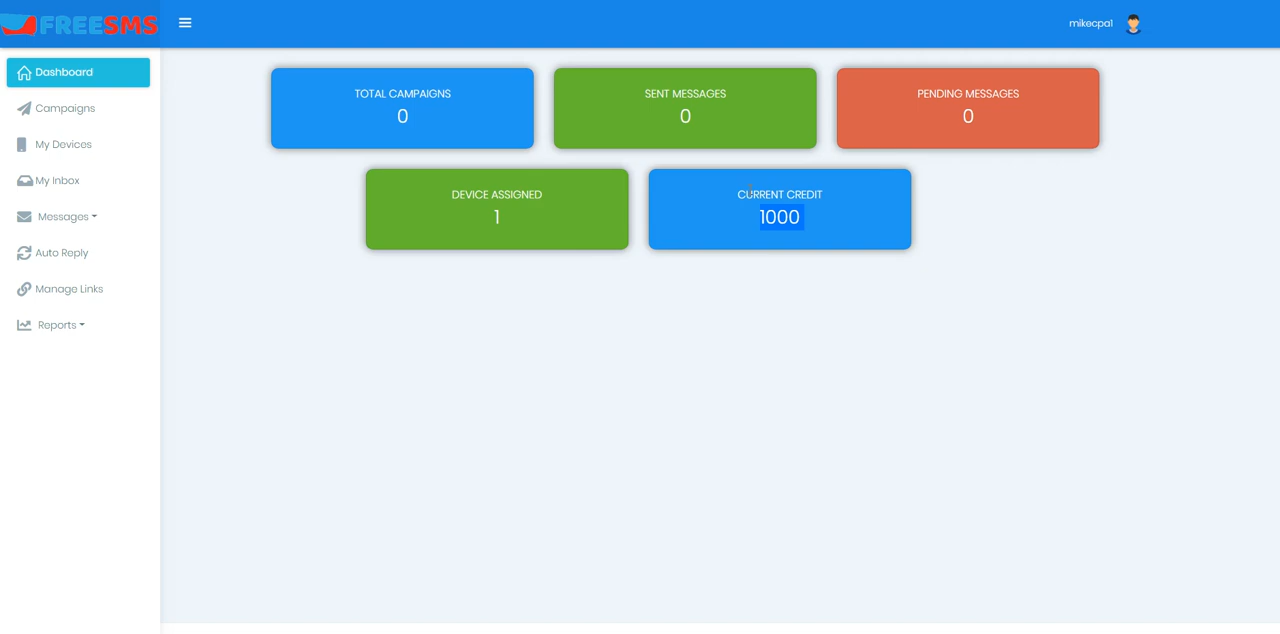 FREESMS
mikecpa1
Dashboard
Campaigns
My Devices
My Inbox
Messages
Auto Reply
Manage Links
Reports
TOTAL CAMPAIGNS
0
SENT MESSAGES
0
PENDING MESSAGES
0
DEVICE ASSIGNED
1
CURRENT CREDIT
1000